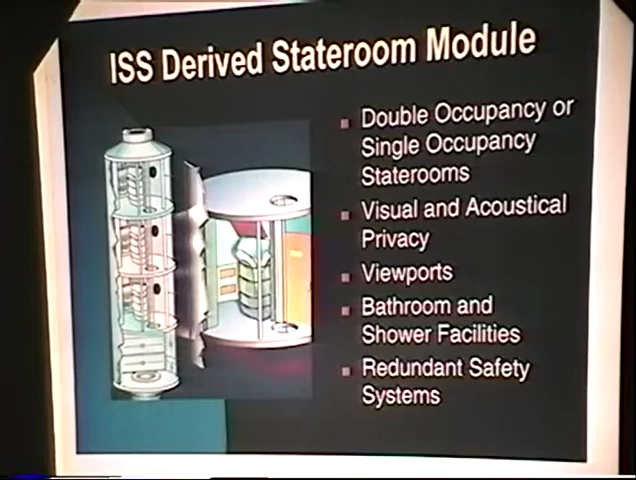 ISS Derived Stateroom Module
Double Occupancy or
Single Occupancy
Staterooms
Visual and Acoustical
Privacy
Viewports
Bathroom and
Shower Facilities
Redundant Safety
Systems